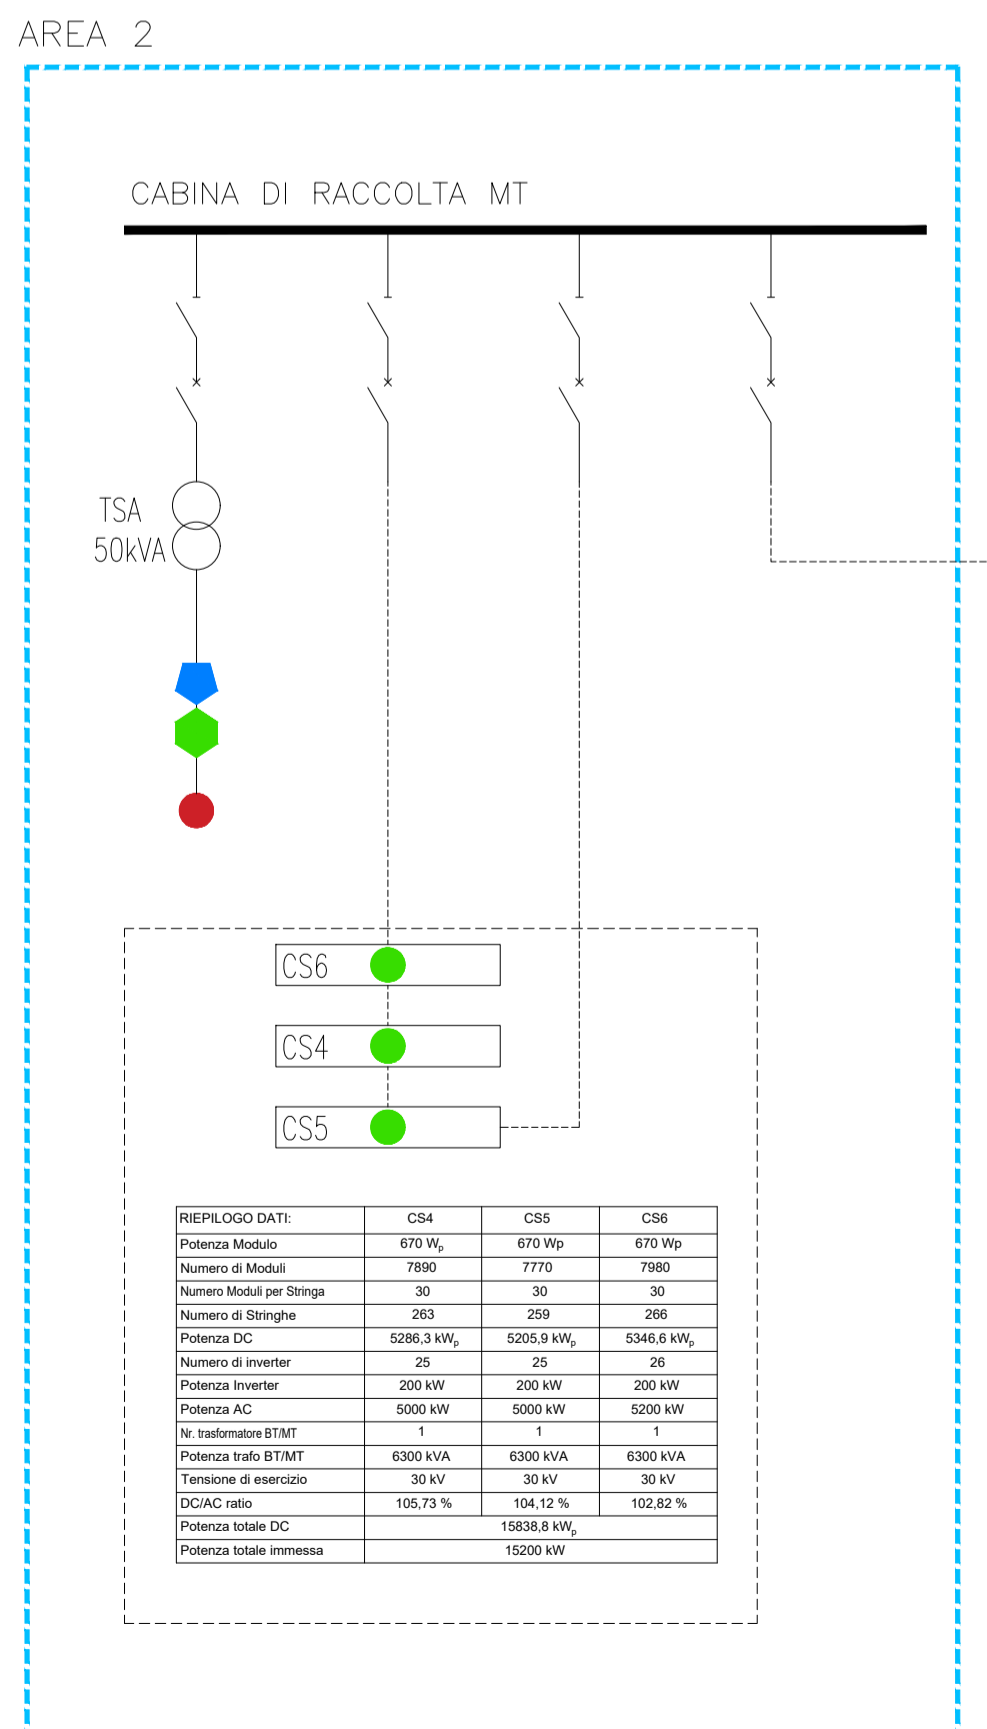 AREA 2
CABINA DI RACCOLTA MT
TSA
50kVA
CS6
CS4
CS5
RIEPILOGO DATI: CS4 CS5 CS6
Potenza Modulo 670 Wp 670 Wp 670 Wp
Numero di Moduli 7890 7770 7980
Numero Moduli per Stringa 30 30 30
Numero di Stringhe 263 259 266
Potenza DC 5286,3 kWp 5205,9 kWp 5346,6 kWp
Numero di inverter 25 25 26
Potenza Inverter 200 kW 200 kW 200 kW
Potenza AC 5000 kW 5000 kW 5200 kW
Nr. trasformatore BT/MT 1 1 1
Potenza trafo BT/MT 6300 kVA 6300 kVA 6300 kVA
Tensione di esercizio 30 kV 30 kV 30 kV
DC/AC ratio 105,73 % 104,12 % 102,82 %
Potenza totale DC 15838,8 kWp
Potenza totale immessa 15200 kW